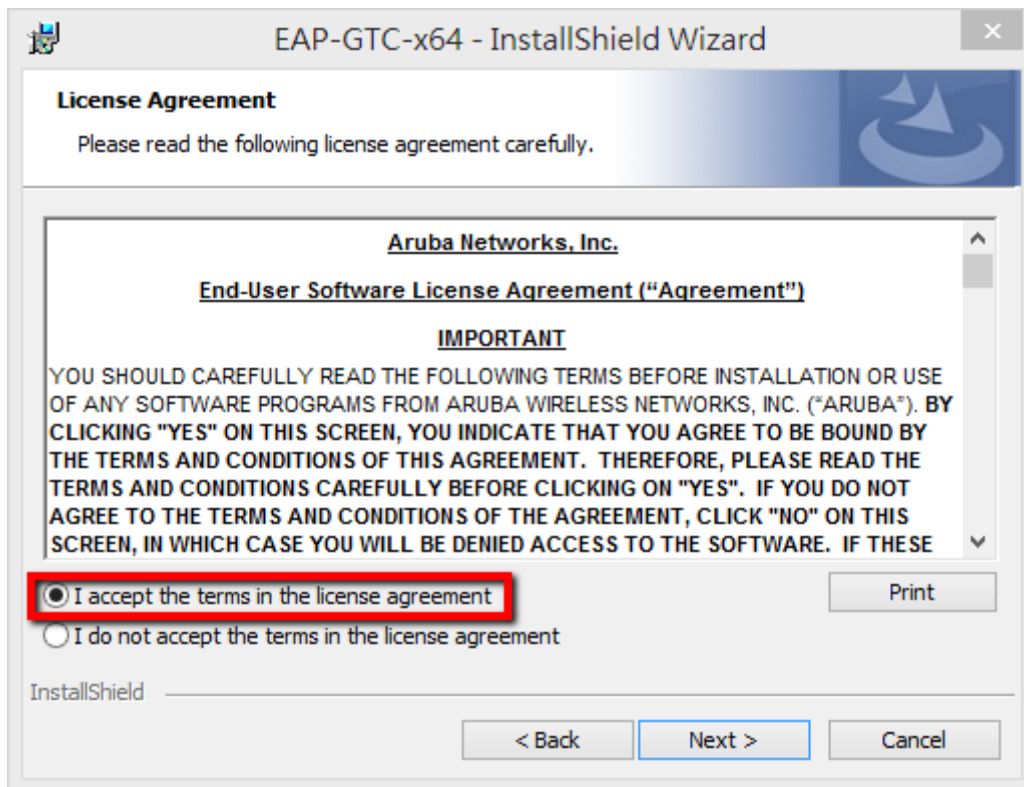 EAP-GTC-x64 - InstallShield Wizard
License Agreement
Please read the following license agreement carefully.
Aruba Networks, Inc.
End-User Software License Agreement (“Agreement”)
IMPORTANT
YOU SHOULD CAREFULLY READ THE FOLLOWING TERMS BEFORE INSTALLATION OR USE
OF ANY SOFTWARE PROGRAMS FROM ARUBA WIRELESS NETWORKS, INC. (“ARUBA”). BY
CLICKING "YES" ON THIS SCREEN, YOU INDICATE THAT YOU AGREE TO BE BOUND BY
THE TERMS AND CONDITIONS OF THIS AGREEMENT.  THEREFORE, PLEASE READ THE
TERMS AND CONDITIONS CAREFULLY BEFORE CLICKING ON "YES".  IF YOU DO NOT
AGREE TO THE TERMS AND CONDITIONS OF THE AGREEMENT, CLICK "NO" ON THIS
SCREEN, IN WHICH CASE YOU WILL BE DENIED ACCESS TO THE SOFTWARE.  IF THESE
I accept the terms in the license agreement
Print
I do not accept the terms in the license agreement
InstallShield
< Back
Next >
Cancel